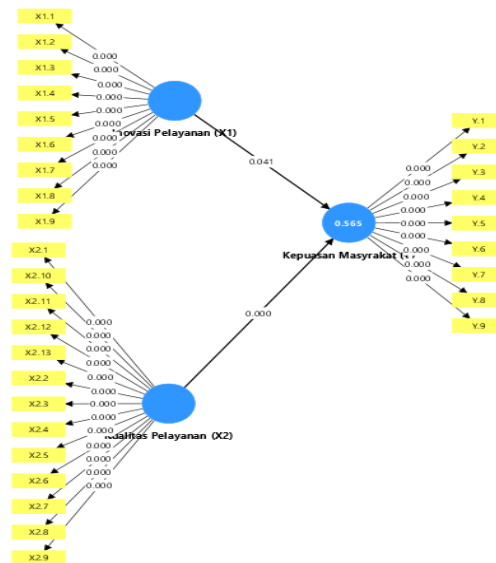 X1.1
X1.2
X1.3
X1.4
X1.5
X1.6
X1.7
X1.8
X1.9
0.000
0.000
0.000
0.000
0.000
0.000
0.000
0.000
0.000
Inovasi Pelayanan (X1)
0.041
X2.1
X2.10
X2.11
X2.12
X2.13
X2.2
X2.3
X2.4
X2.5
X2.6
X2.7
X2.8
X2.9
0.000
0.000
0.000
0.000
0.000
0.000
0.000
0.000
0.000
0.000
0.000
0.000
0.000
Kualitas Pelayanan (X2)
0.000
0.565
Kepuasan Masyrakat
0.000
0.000
0.000
0.000
0.000
0.000
0.000
0.000
0.000
Y.1
Y.2
Y.3
Y.4
Y.5
Y.6
Y.7
Y.8
Y.9